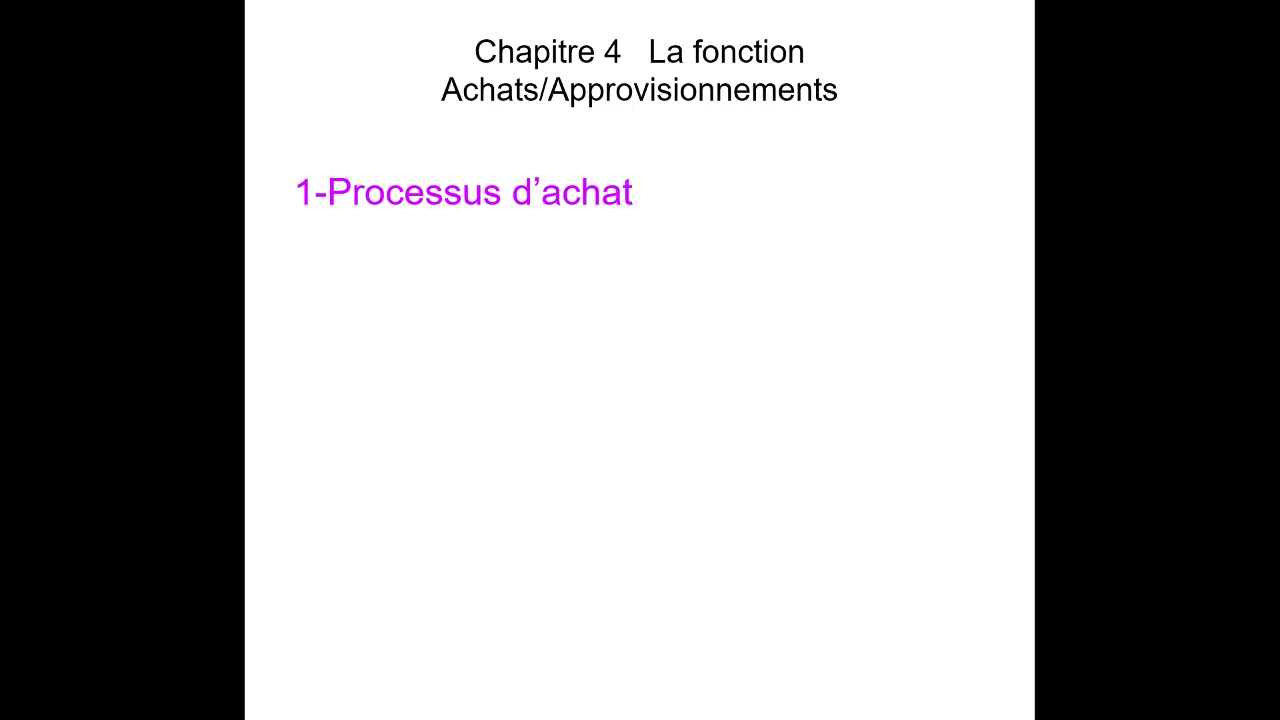 Chapitre 4   La fonction
Achats/Approvisionnements
1-Processus d’achat